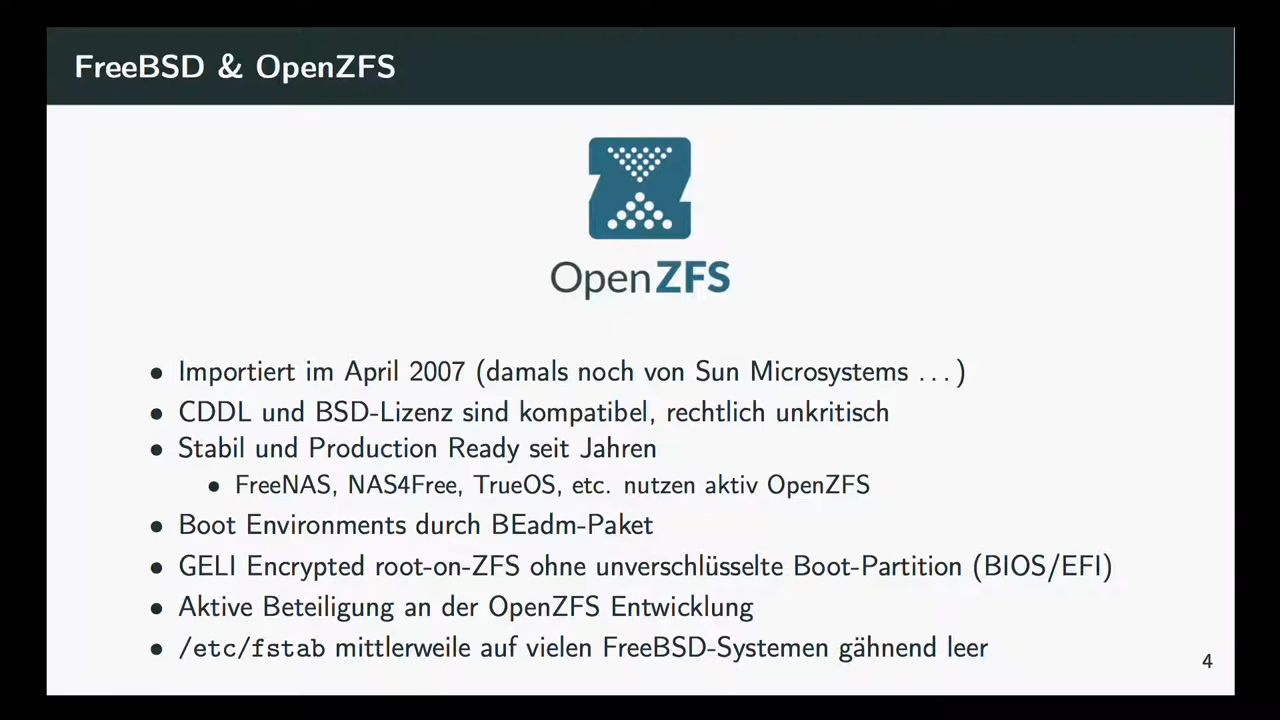 FreeBSD & OpenZFS
OpenZFS
• Importiert im April 2007 (damals noch von Sun Microsystems ...)
• CDDL und BSD-Lizenz sind kompatibel, rechtlich unkritisch
• Stabil und Production Ready seit Jahren
• FreeNAS, NAS4Free, TrueOS, etc. nutzen aktiv OpenZFS
• Boot Environments durch BEadm-Paket
• GELI Encrypted root-on-ZFS ohne unverschlüsselte Boot-Partition (BIOS/EFI)
• Aktive Beteiligung an der OpenZFS Entwicklung
• /etc/fstab mittlerweile auf vielen FreeBSD-Systemen gähnend leer
4